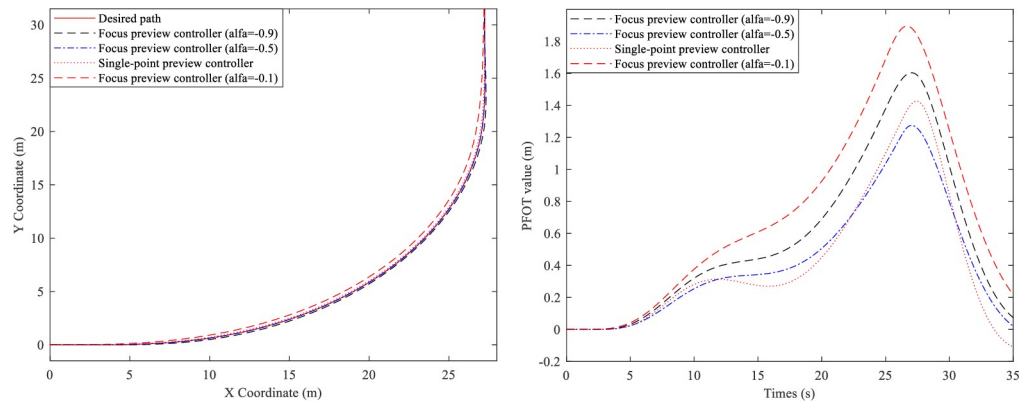 Desired path
Focus preview controller (alfa=-0.9)
Focus preview controller (alfa=-0.5)
Single-point preview controller
Focus preview controller (alfa=-0.1)
30
25
20
15
10
5
0
Y Coordinate (m)
0 5 10 15 20 25
X Coordinate (m)
Focus preview controller (alfa=-0.9)
Focus preview controller (alfa=-0.5)
Single-point preview controller
Focus preview controller (alfa=-0.1)
1.8
1.6
1.4
1.2
1
0.8
0.6
0.4
0.2
0
-0.2
PFOT value (m)
0 5 10 15 20 25 30 35
Times (s)